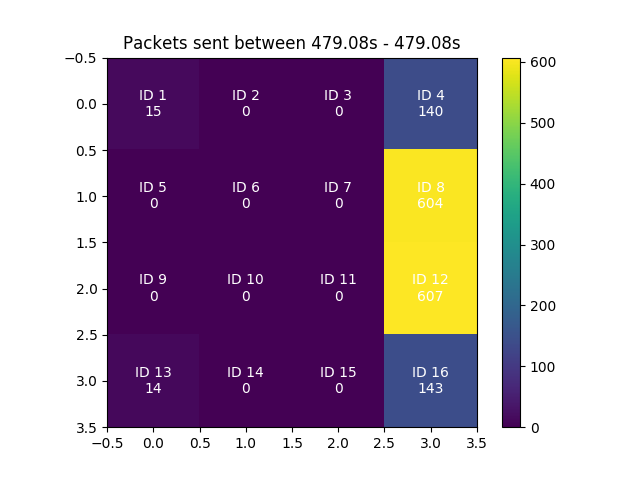 Packets sent between 479.08s - 479.08s
−0.5
0.0
0.5
1.0
1.5
2.0
2.5
3.0
3.5
ID 1
15
ID 2
0
ID 3
0
ID 4
140
ID 5
0
ID 6
0
ID 7
0
ID 8
604
ID 9
0
ID 10
0
ID 11
0
ID 12
607
ID 13
14
ID 14
0
ID 15
0
ID 16
143
−0.5
0.0
0.5
1.0
1.5
2.0
2.5
3.0
3.5
600
500
400
300
200
100
0